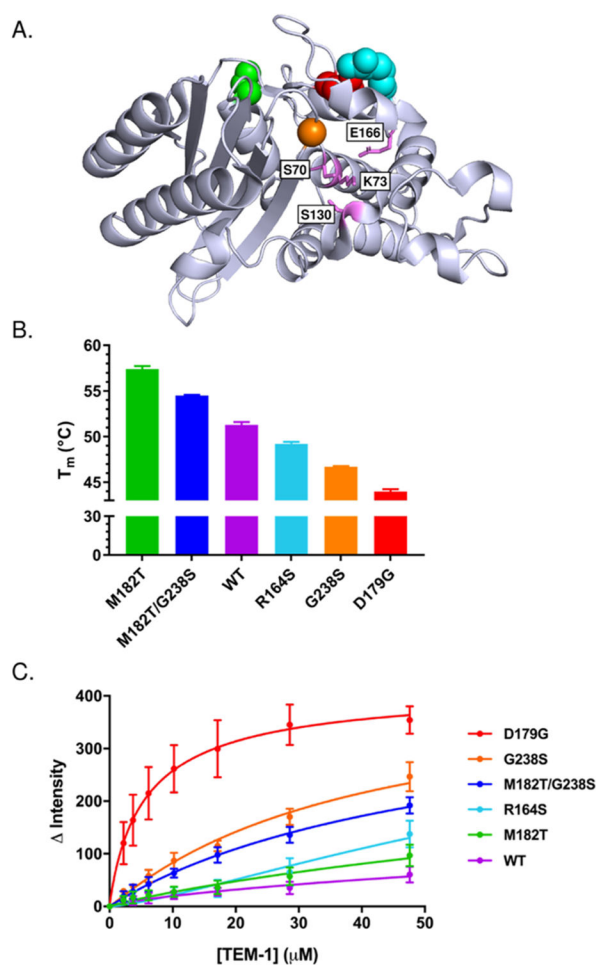 A.
E166
S70
K73
S130
B.
60
55
50
45
30
0
Tm (°C)
M182T
M182T/G238S
WT
R164S
G238S
D179G
C.
400
300
200
100
0
Δ Intensity
0 10 20 30 40 50
[TEM-1] (μM)
D179G
G238S
M182T/G238S
R164S
M182T
WT